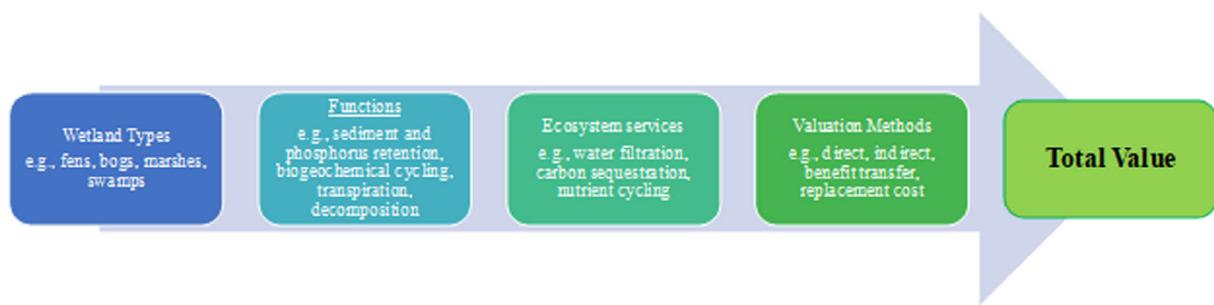 Wetland Types
e.g., fens, bogs, marshes,
swamps
Functions
e.g., sediment and
phosphorus retention,
biogeochemical cycling,
transpiration,
decomposition
Ecosystem services
e.g., water filtration,
carbon sequestration,
nutrient cycling
Valuation Methods
e.g., direct, indirect,
benefit transfer,
replacement cost
Total Value